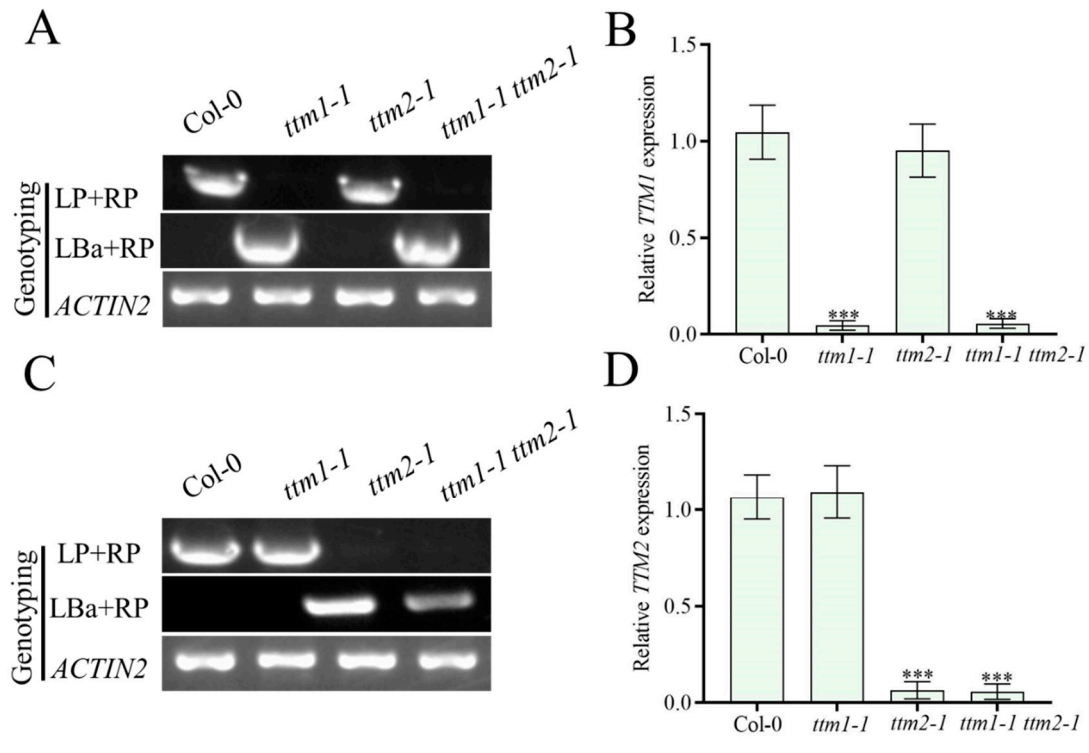 A
Col-0
ttm1-1
ttm2-1
ttm1-1 ttm2-1
Genotyping
LP+RP
LBa+RP
ACTIN2
B
Relative TTM1 expression
1.5
1.0
0.5
0.0
***
***
Col-0
ttm1-1
ttm2-1
ttm1-1 ttm2-1
C
Col-0
ttm1-1
ttm2-1
ttm1-1 ttm2-1
Genotyping
LP+RP
LBa+RP
ACTIN2
D
Relative TTM2 expression
1.5
1.0
0.5
0.0
***
***
Col-0
ttm1-1
ttm2-1
ttm1-1 ttm2-1